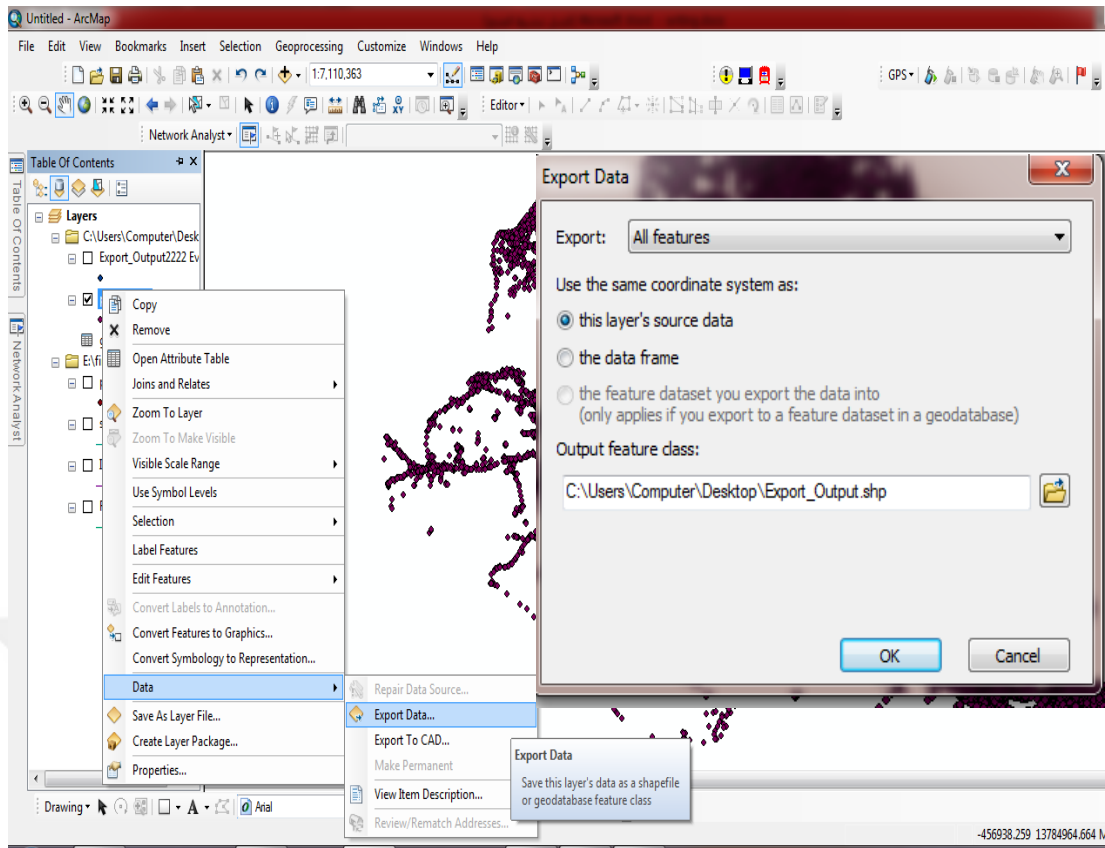 Untitled - ArcMap
File Edit View Bookmarks Insert Selection Geoprocessing Customize Windows Help
1:7,110,363
GPS
Editor
Network Analyst
Table Of Contents
Table Of Contents
Network Analyst
Layers
C:\Users\Computer\Desk
Export_Output2222 Ev
E:\fi
Copy
Remove
Open Attribute Table
Joins and Relates
Zoom To Layer
Zoom To Make Visible
Visible Scale Range
Use Symbol Levels
Selection
Label Features
Edit Features
Convert Labels to Annotation...
Convert Features to Graphics...
Convert Symbology to Representation...
Data
Save As Layer File...
Create Layer Package...
Properties...
Repair Data Source...
Export Data...
Export To CAD...
Make Permanent
View Item Description...
Review/Rematch Addresses...
Export Data
Save this layer's data as a shapefile
or geodatabase feature class
Export Data
Export: All features
Use the same coordinate system as:
this layer's source data
the data frame
the feature dataset you export the data into
(only applies if you export to a feature dataset in a geodatabase)
Output feature class:
C:\Users\Computer\Desktop\Export_Output.shp
OK Cancel
Drawing A Arial
-456938.259 13784964.664 M